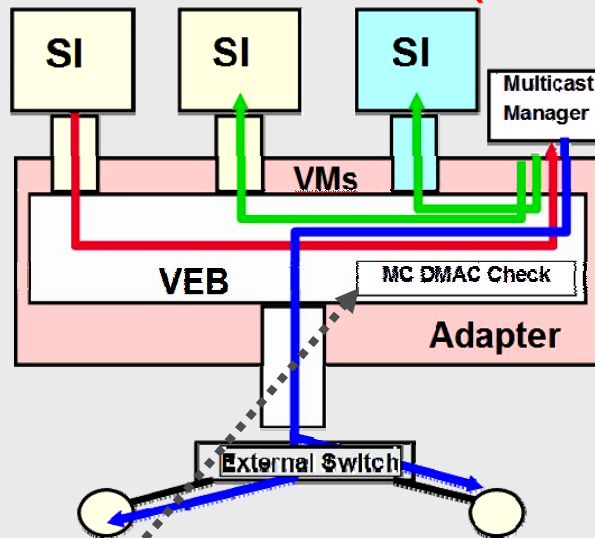 SI
SI
SI
Multicast
Manager
VMs
VEB
MC DMAC Check
Adapter
External Switch